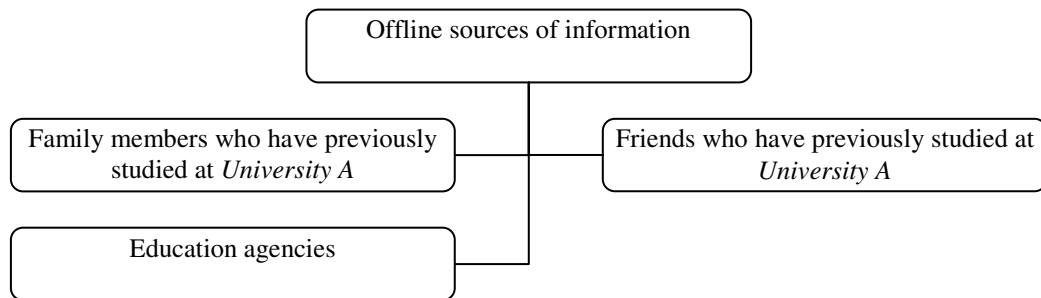 Offline sources of information
Family members who have previously
studied at University A
Friends who have previously studied at
University A
Education agencies